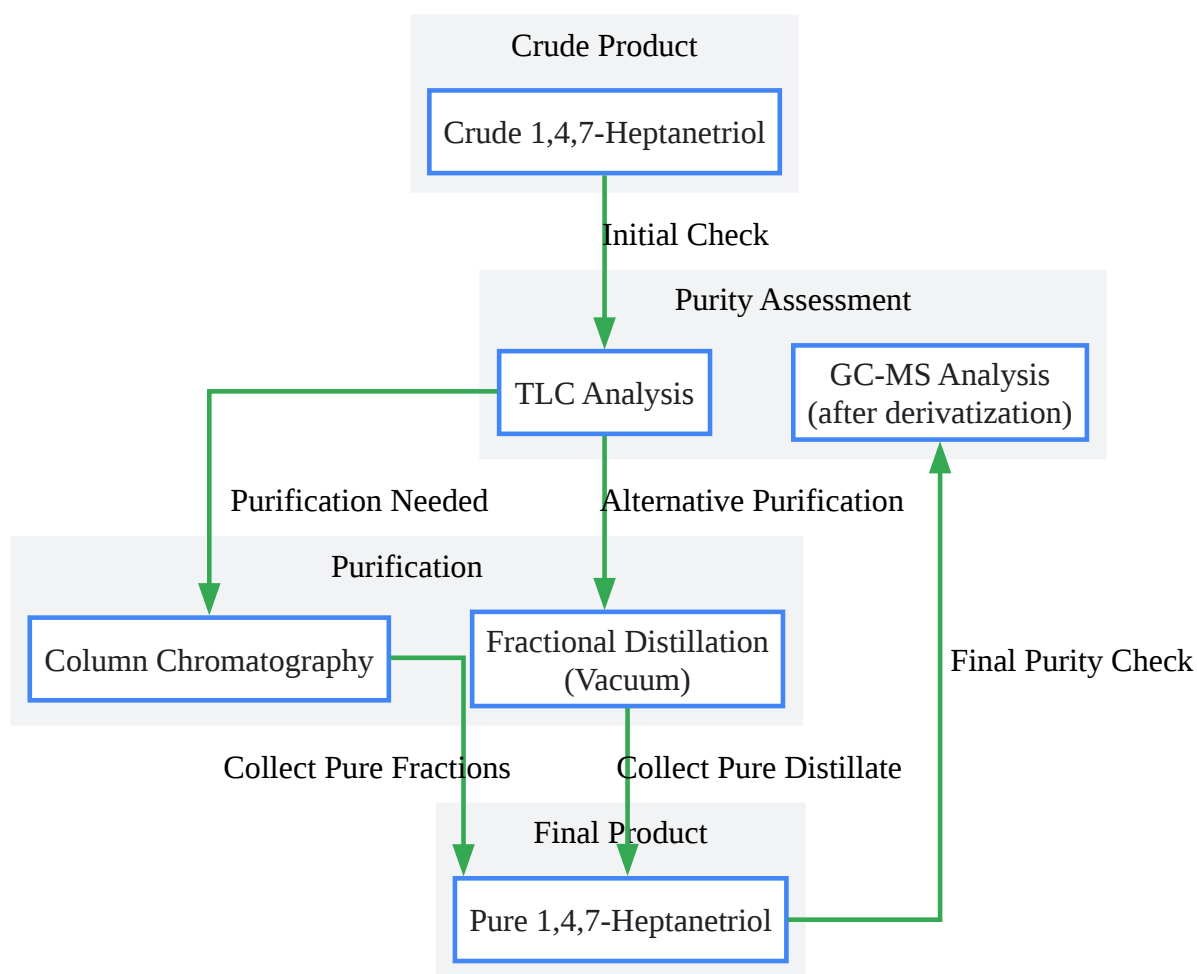 Crude Product
Crude 1,4,7-Heptanetriol
Initial Check
Purity Assessment
TLC Analysis
GC-MS Analysis
(after derivatization)
Purification Needed
Alternative Purification
Purification
Column Chromatography
Fractional Distillation
(Vacuum)
Final Purity Check
Collect Pure Fractions
Collect Pure Distillate
Final Product
Pure 1,4,7-Heptanetriol